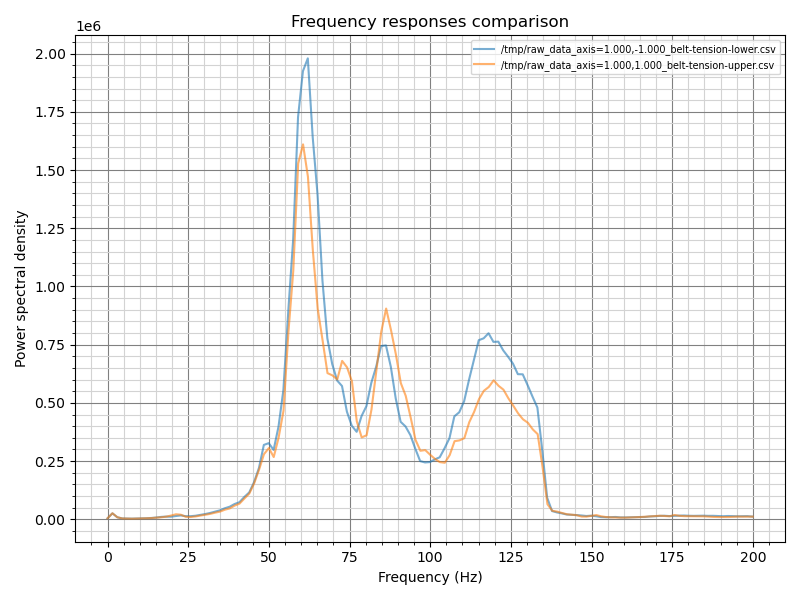 Frequency responses comparison
1e6
/tmp/raw_data_axis=1.000,-1.000_belt-tension-lower.csv
/tmp/raw_data_axis=1.000,1.000_belt-tension-upper.csv
2.00
1.75
1.50
1.25
1.00
0.75
0.50
0.25
0.00
Power spectral density
0 25 50 75 100 125 150 175 200
Frequency (Hz)